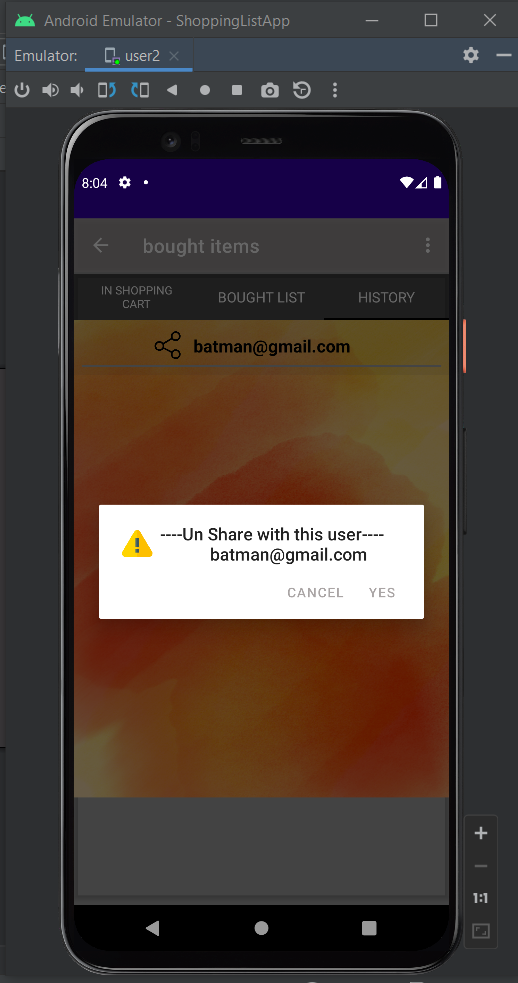 Android Emulator - ShoppingListApp
Emulator:
user2
8:04
bought items
IN SHOPPING
CART
BOUGHT LIST
HISTORY
batman@gmail.com
----Un Share with this user----
batman@gmail.com
CANCEL
YES
1:1